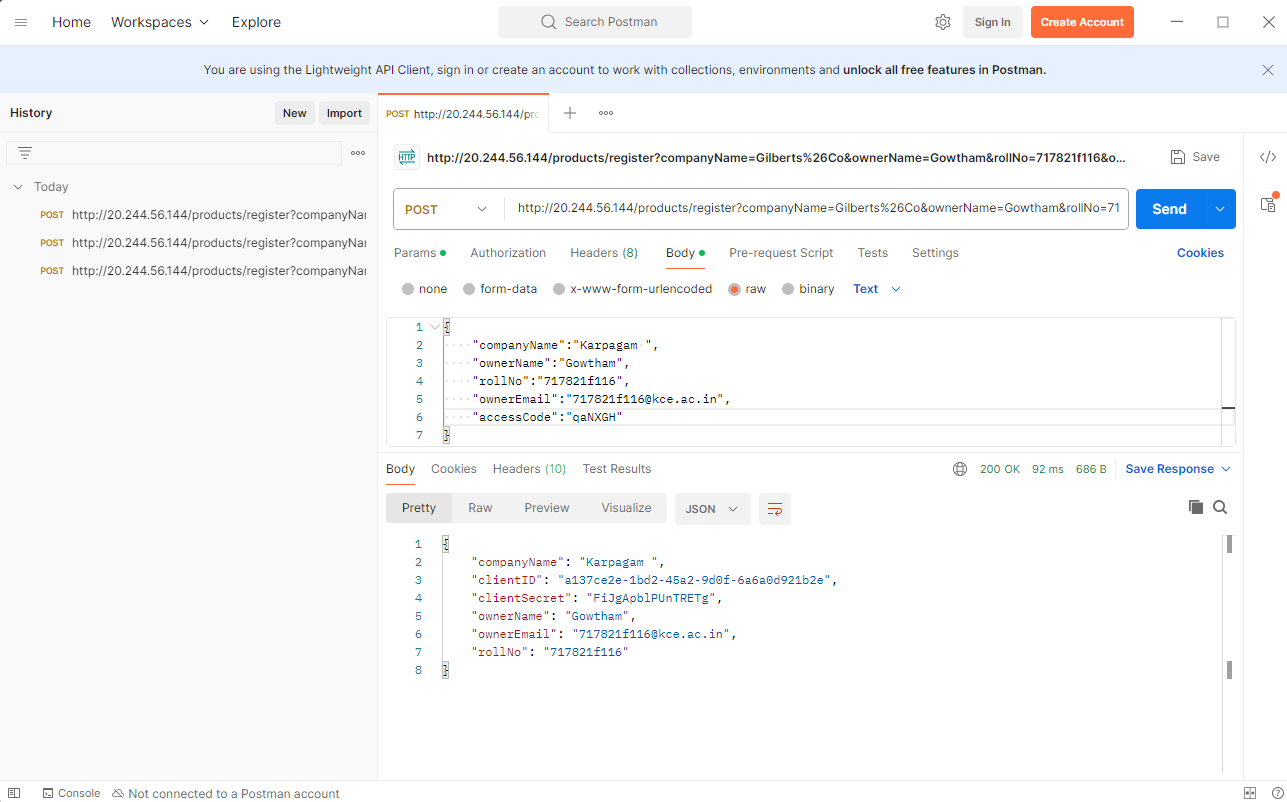 Home Workspaces Explore Search Postman Sign In Create Account
You are using the Lightweight API Client, sign in or create an account to work with collections, environments and unlock all free features in Postman.
History New Import
POST http://20.244.56.144/pro
Today
POST http://20.244.56.144/products/register?companyNar
POST http://20.244.56.144/products/register?companyNar
POST http://20.244.56.144/products/register?companyNar
HTTP http://20.244.56.144/products/register?companyName=Gilberts%26Co&ownerName=Gowtham&rollNo=717821f116&o... Save
POST http://20.244.56.144/products/register?companyName=Gilberts%26Co&ownerName=Gowtham&rollNo=71 Send
Params Authorization Headers (8) Body Pre-request Script Tests Settings Cookies
none form-data x-www-form-urlencoded raw binary Text
1 {
2 "companyName":"Karpagam ",
3 "ownerName":"Gowtham",
4 "rollNo":"717821f116",
5 "ownerEmail":"717821f116@kce.ac.in",
6 "accessCode":"qaNXGH"
7 }
Body Cookies Headers (10) Test Results 200 OK 92 ms 686 B Save Response
Pretty Raw Preview Visualize JSON
1 {
2 "companyName": "Karpagam ",
3 "clientID": "a137ce2e-1bd2-45a2-9d0f-6a6a0d921b2e",
4 "clientSecret": "FiJgApblPUnTRETg",
5 "ownerName": "Gowtham",
6 "ownerEmail": "717821f116@kce.ac.in",
7 "rollNo": "717821f116"
8 }
Console Not connected to a Postman account